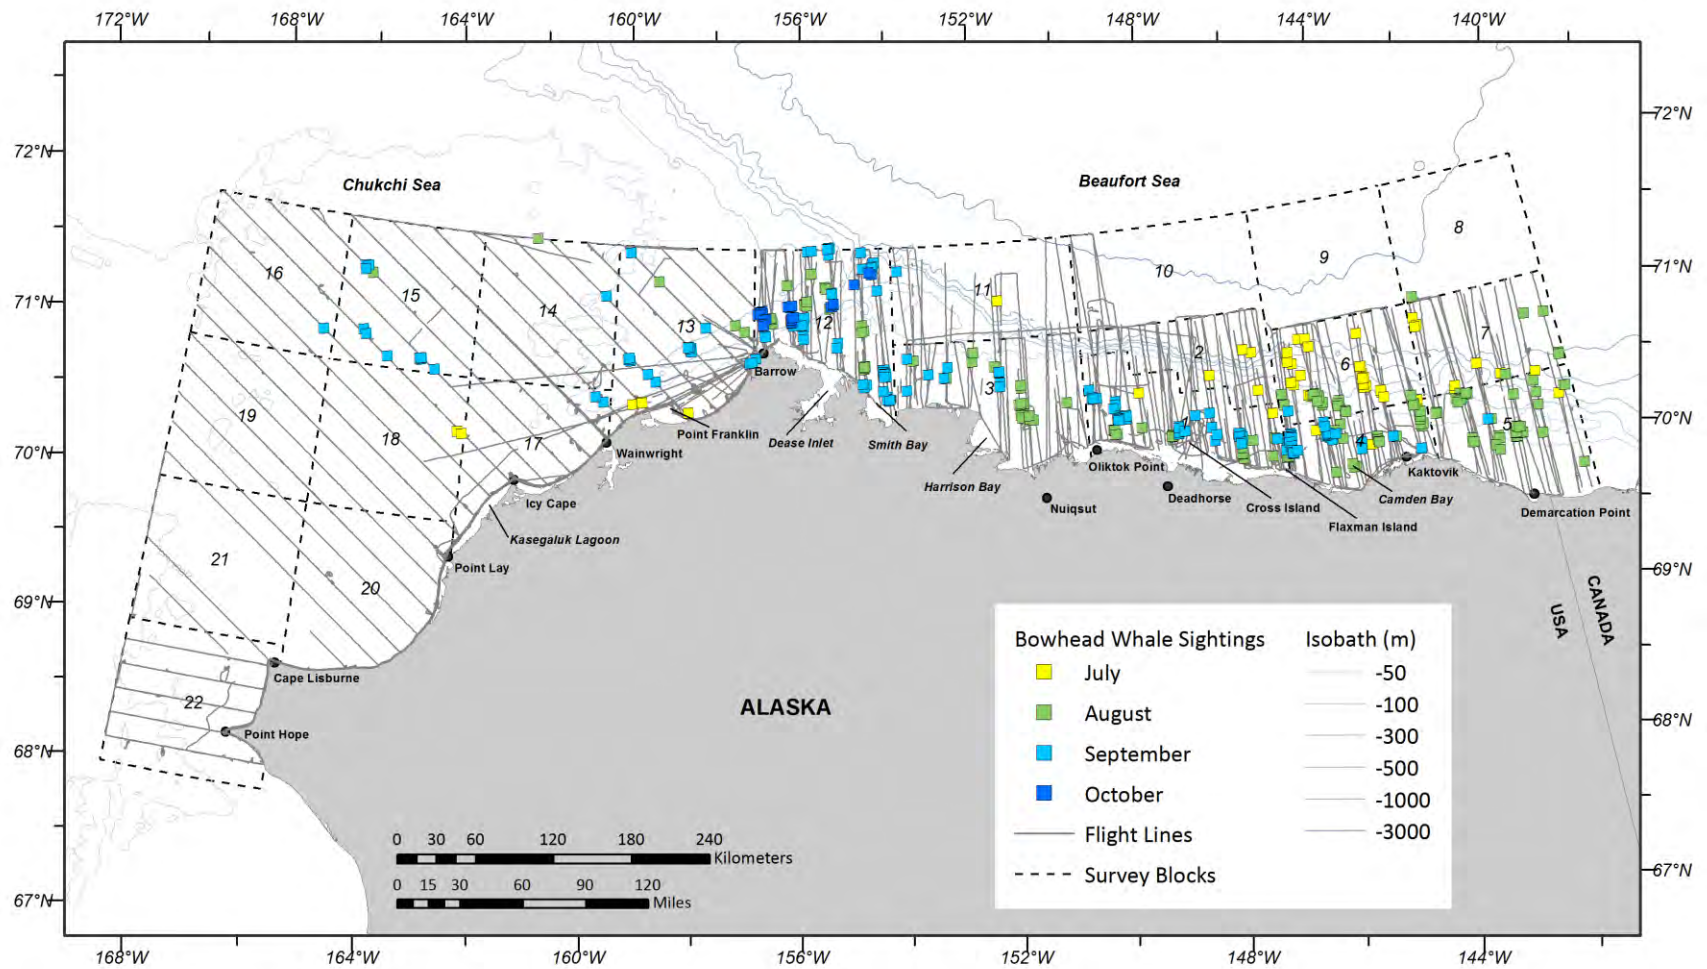 172°W 168°W 164°W 160°W 156°W 152°W 148°W 144°W 140°W
72°N
72°N
Chukchi Sea
Beaufort Sea
8
9
10
71°N
16
15
11
71°N
14
13
12
7
2
6
Barrow
3
70°N
19
18
17
Point Franklin
Dease Inlet
Smith Bay
1
4
5
70°N
Wainwright
Harrison Bay
Oliktok Point
Kaktovik
Icy Cape
Nuiqsut
Deadhorse
Cross Island
Camden Bay
Flaxman Island
Demarcation Point
Kasegaluk Lagoon
21
20
Point Lay
69°N
69°N
USA
CANADA
Cape Lisburne
22
Point Hope
ALASKA
68°N
68°N
Bowhead Whale Sightings
July
August
September
October
Flight Lines
Survey Blocks
Isobath (m)
-50
-100
-300
-500
-1000
-3000
0 30 60 120 180 240
Kilometers
0 15 30 60 90 120
Miles
67°N
67°N
168°W 164°W 160°W 156°W 152°W 148°W 144°W 140°W